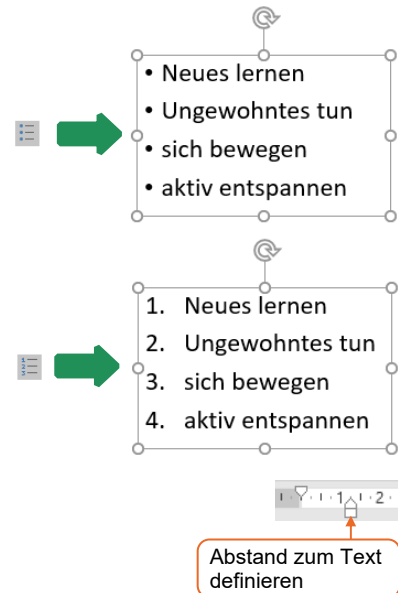 • Neues lernen
• Ungewohntes tun
• sich bewegen
• aktiv entspannen
1. Neues lernen
2. Ungewohntes tun
3. sich bewegen
4. aktiv entspannen
1 2
Abstand zum Text
definieren